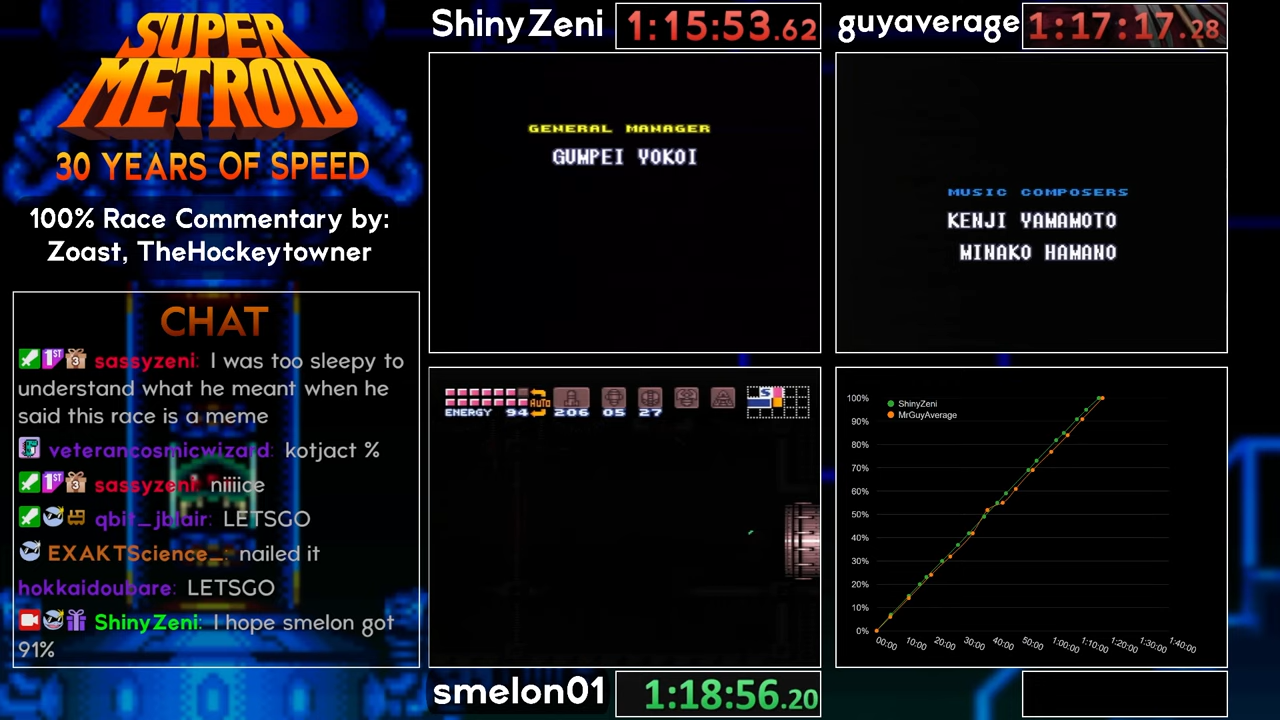 SUPER
METROID
30 YEARS OF SPEED
100% Race Commentary by:
Zoast, TheHockeytowner
CHAT
sassyzeni: I was too sleepy to
understand what he meant when he
said this race is a meme
veterancosmicwizard: kotjact %
sassyzeni: niiiice
qbit_jblair: LETSGO
EXAKTScience_: nailed it
hokkaidoubare: LETSGO
ShinyZeni: I hope smelon got
91%
ShinyZeni 1:15:53.62
GENERAL MANAGER
GUMPEI YOKOI
guyaverage 1:17:17.28
MUSIC COMPOSERS
KENJI YAMAMOTO
MINAKO HAMANO
AUTO
ENERGY 94 206 05 27
S
smelon01 1:18:56.20
ShinyZeni
MrGuyAverage
100%
90%
80%
70%
60%
50%
40%
30%
20%
10%
0%
00:00 10:00 20:00 30:00 40:00 50:00 1:00:00 1:10:00 1:20:00 1:30:00 1:40:00